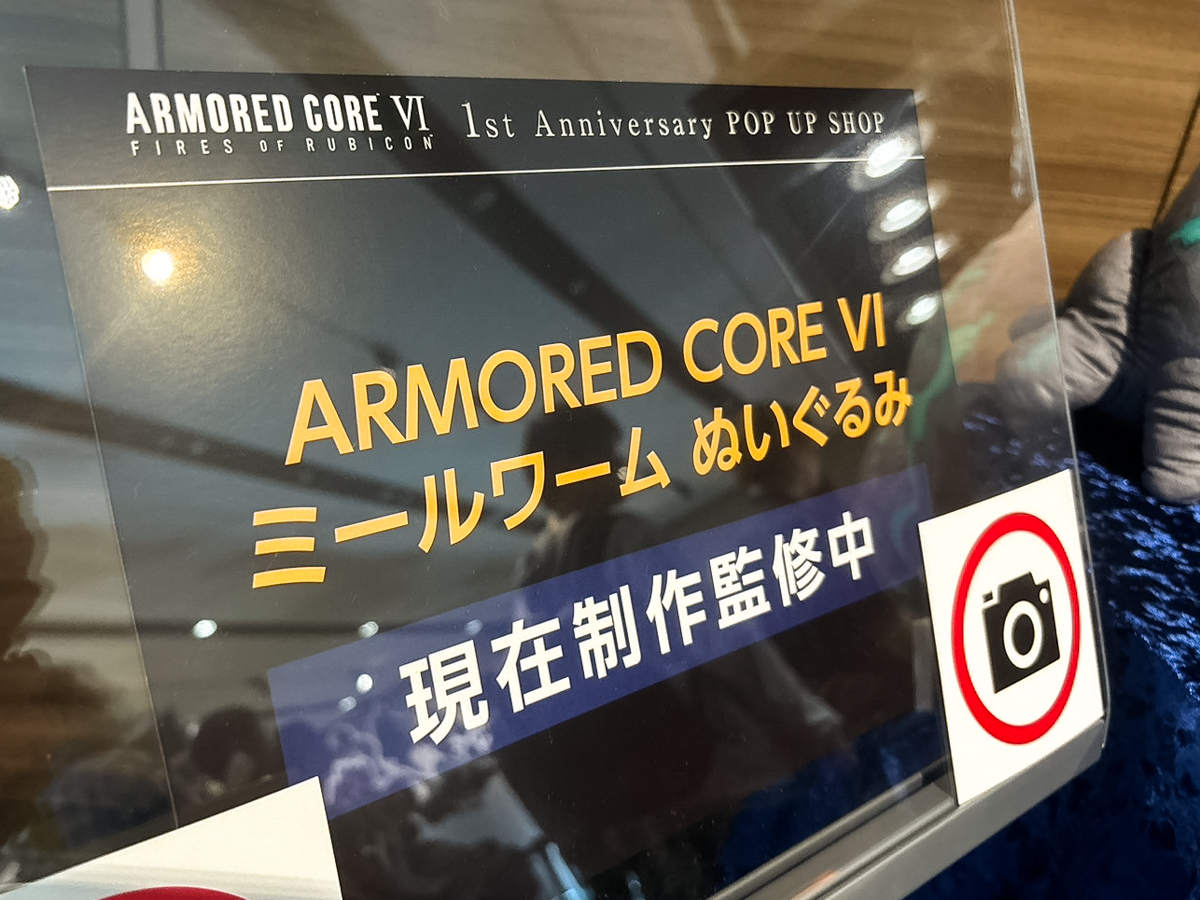 ARMORED CORE VI 1st Anniversary POP UP SHOP
FIRES OF RUBICON
ARMORED CORE VI
ミールワーム ぬいぐるみ
現在制作監修中